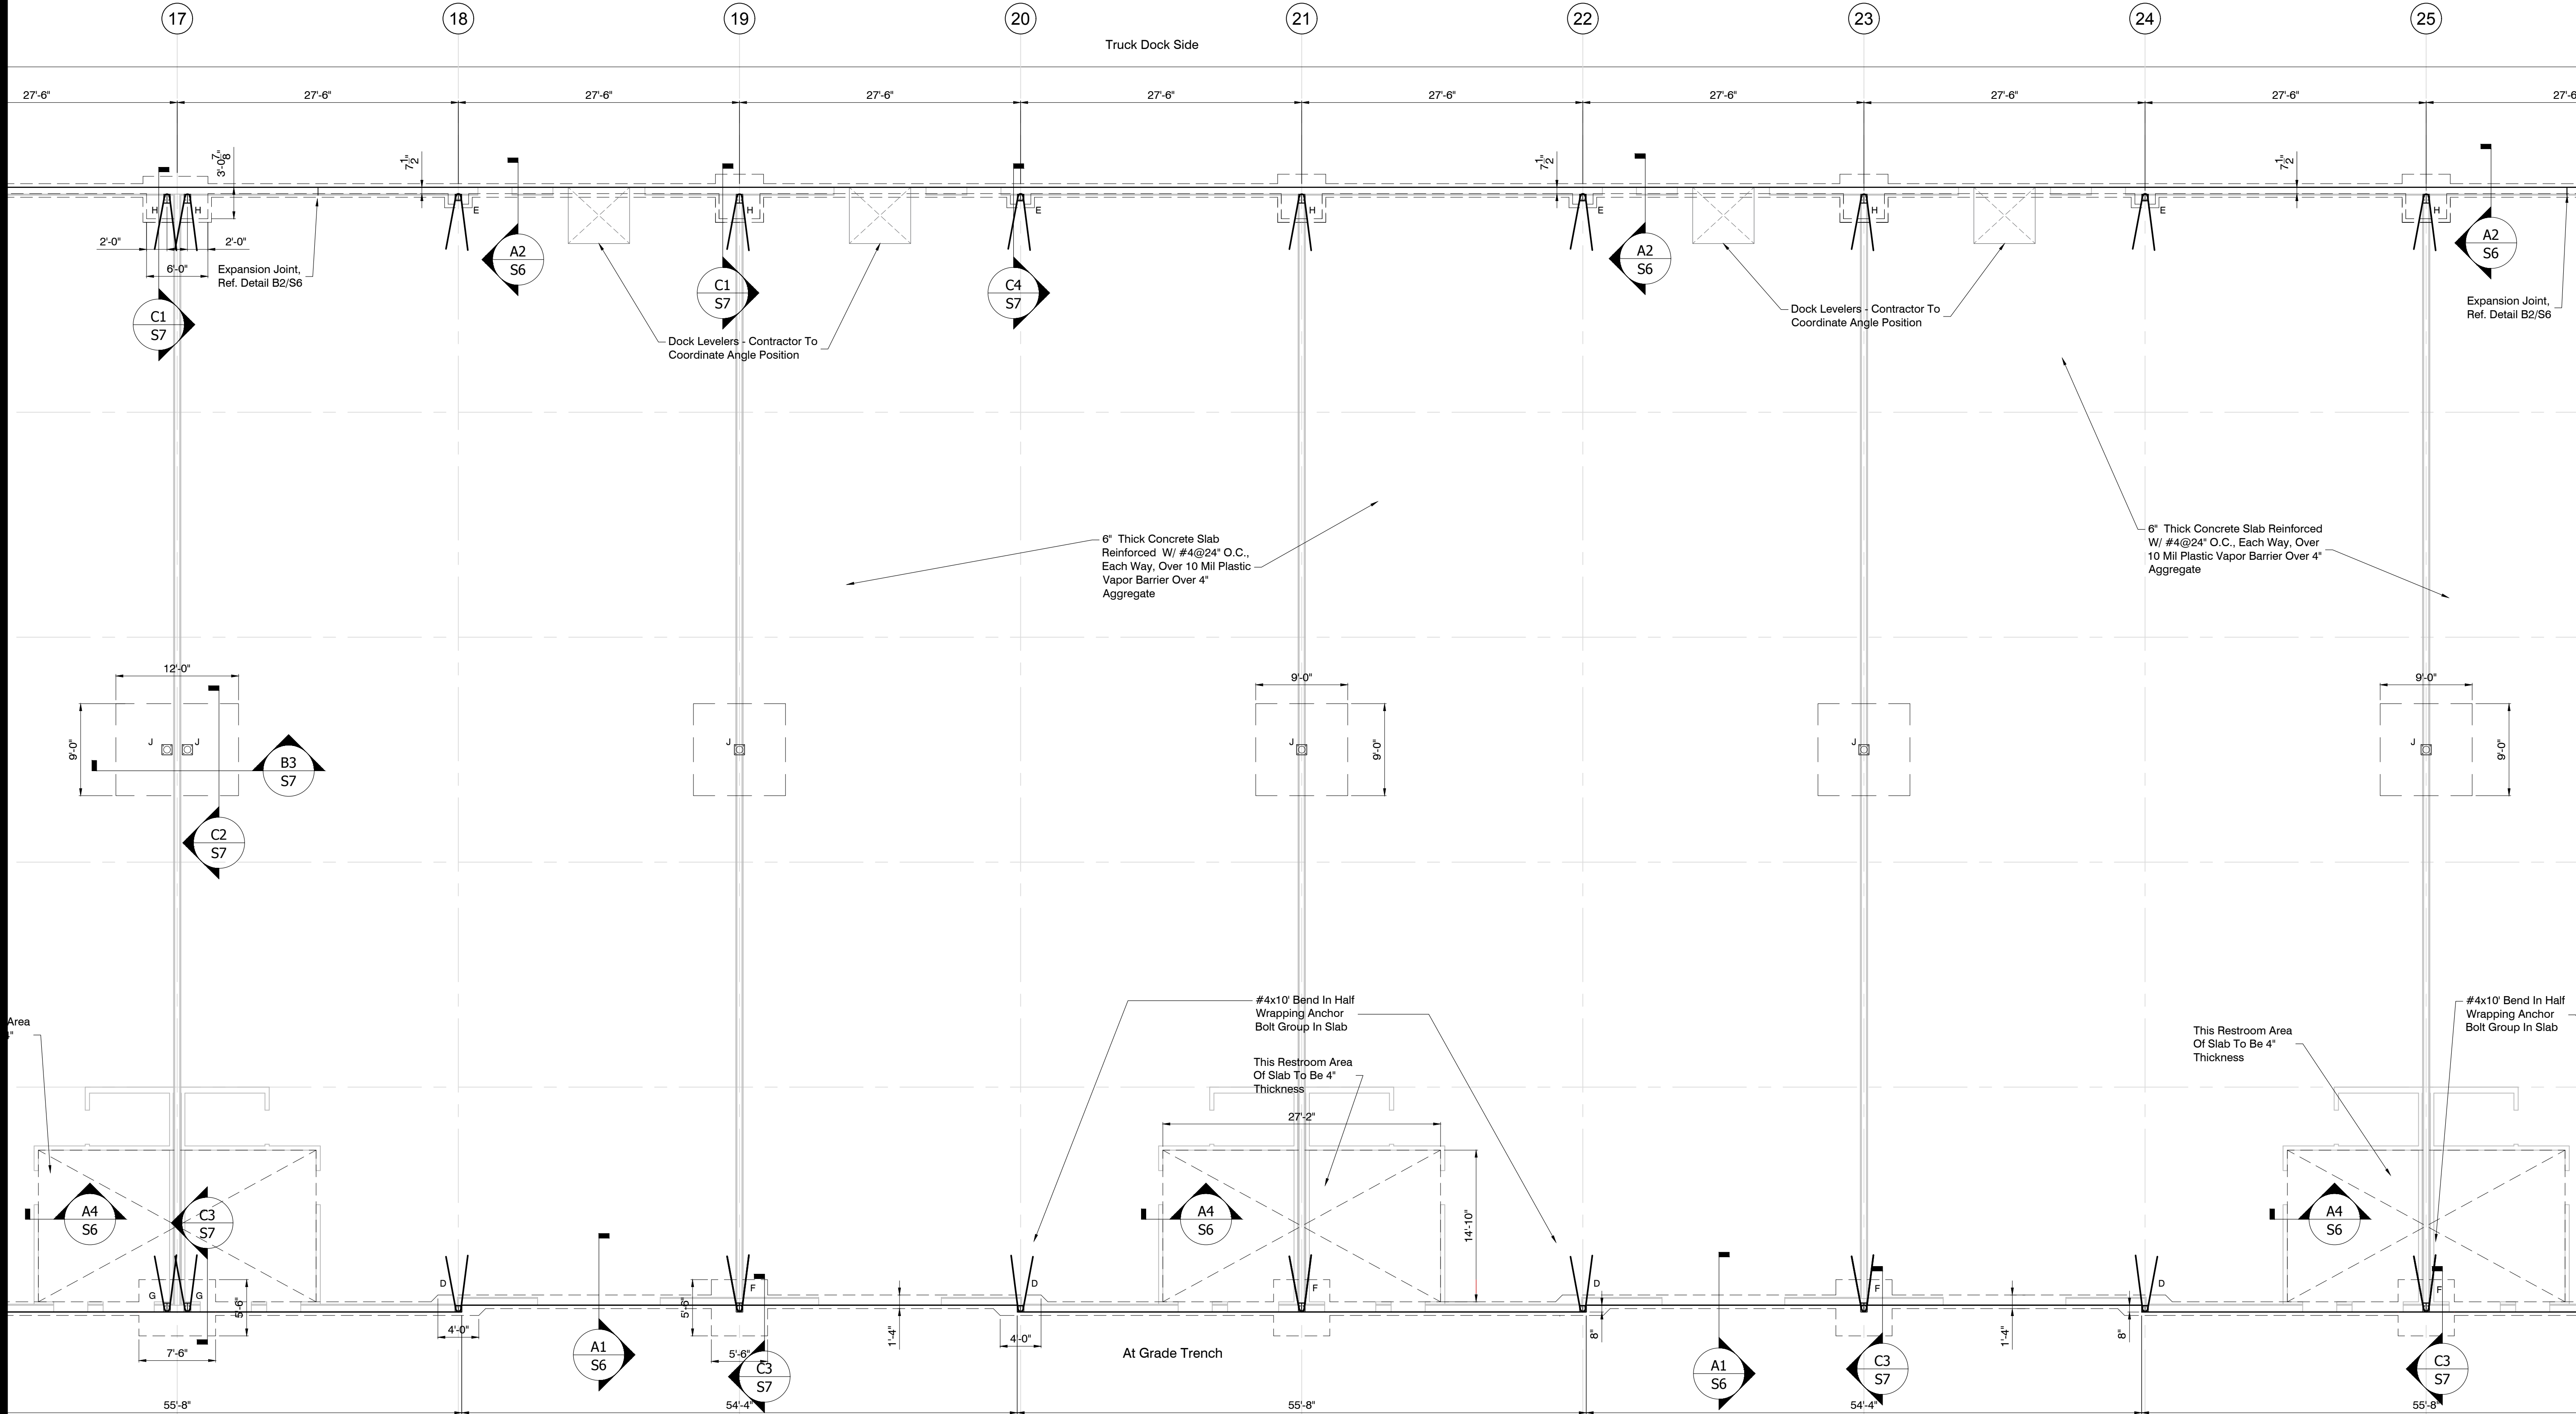 17
18
19
20
21
22
23
24
25
Truck Dock Side
27'-6"
27'-6"
27'-6"
27'-6"
27'-6"
27'-6"
27'-6"
27'-6"
27'-6"
3'-0 7/8"
7 1/2"
7 1/2"
7 1/2"
H
H
E
H
E
H
E
H
E
H
2'-0"
2'-0"
6'-0"
Expansion Joint,
Ref. Detail B2/S6
A2
S6
C1
S7
C1
S7
C4
S7
A2
S6
A2
S6
Dock Levelers - Contractor To
Coordinate Angle Position
Dock Levelers - Contractor To
Coordinate Angle Position
Expansion Joint,
Ref. Detail B2/S6
6" Thick Concrete Slab
Reinforced W/ #4@24" O.C.,
Each Way, Over 10 Mil Plastic
Vapor Barrier Over 4"
Aggregate
6" Thick Concrete Slab Reinforced
W/ #4@24" O.C., Each Way, Over
10 Mil Plastic Vapor Barrier Over 4"
Aggregate
12'-0"
9'-0"
J
J
B3
S7
C2
S7
J
9'-0"
J
9'-0"
J
9'-0"
J
9'-0"
Area
#4x10' Bend In Half
Wrapping Anchor
Bolt Group In Slab
This Restroom Area
Of Slab To Be 4"
Thickness
27'-2"
14'-10"
This Restroom Area
Of Slab To Be 4"
Thickness
#4x10' Bend In Half
Wrapping Anchor
Bolt Group In Slab
A4
S6
C3
S7
A4
S6
A4
S6
G
G
D
F
D
F
D
F
D
F
5'-6"
7'-6"
4'-0"
A1
S6
5'-6"
5'-6"
C3
S7
1'-4"
4'-0"
At Grade Trench
8"
A1
S6
C3
S7
1'-4"
8"
C3
S7
55'-8"
54'-4"
55'-8"
54'-4"
55'-8"